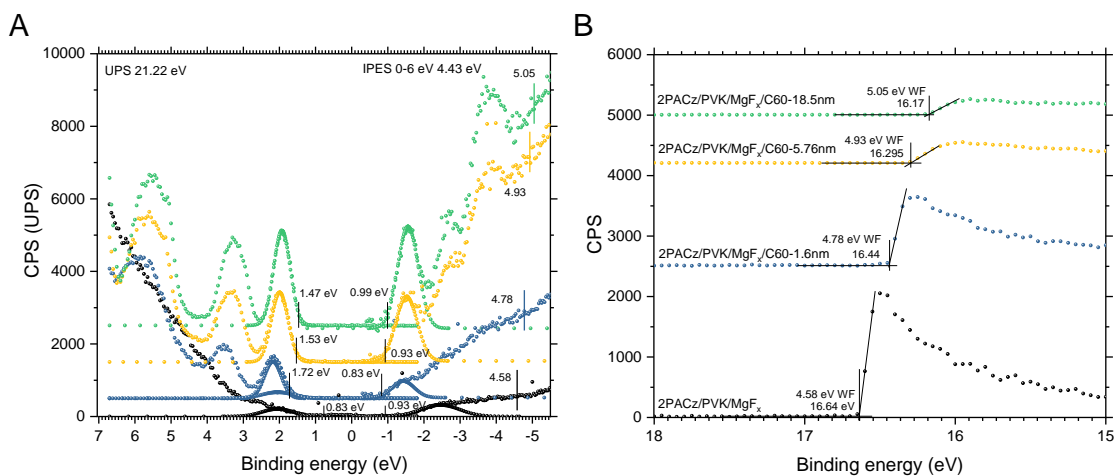 A
10000
8000
6000
4000
2000
0
CPS (UPS)
UPS 21.22 eV
IPES 0-6 eV 4.43 eV
5.05
4.93
4.78
4.58
1.47 eV
0.99 eV
1.53 eV
0.93 eV
1.72 eV
0.83 eV
0.83 eV
0.93 eV
7 6 5 4 3 2 1 0 -1 -2 -3 -4 -5
Binding energy (eV)
B
6000
5000
4000
3000
2000
1000
0
CPS
2PACz/PVK/MgFx/C60-18.5nm
5.05 eV WF
16.17
2PACz/PVK/MgFx/C60-5.76nm
4.93 eV WF
16.295
2PACz/PVK/MgFx/C60-1.6nm
4.78 eV WF
16.44
2PACz/PVK/MgFx
4.58 eV WF
16.64 eV
18 17 16 15
Binding energy (eV)